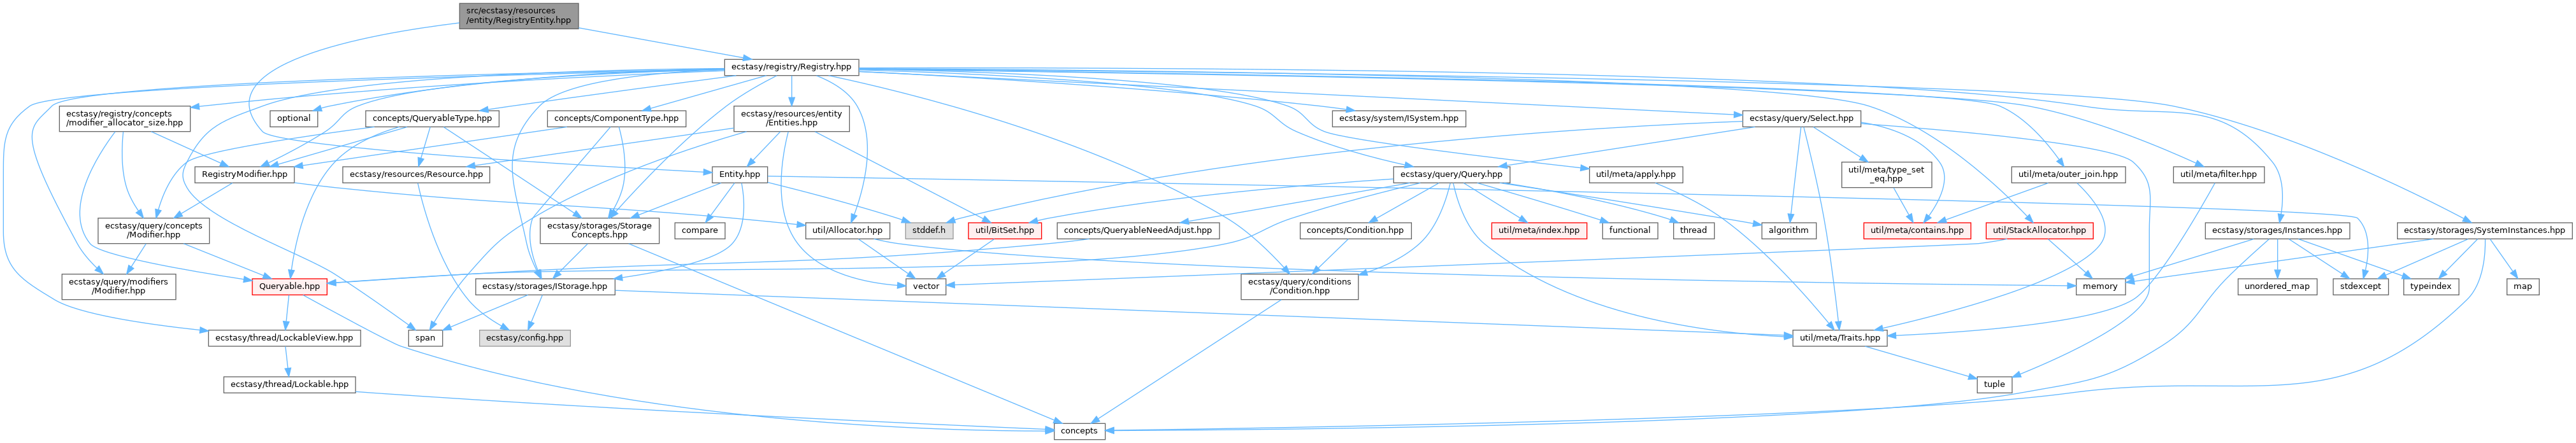 src/ecstasy/resources
/entity/RegistryEntity.hpp
ecstasy/registry/Registry.hpp
ecstasy/registry/concepts
/modifier_allocator_size.hpp
optional
concepts/QueryableType.hpp
concepts/ComponentType.hpp
ecstasy/resources/entity
/Entities.hpp
ecstasy/system/ISystem.hpp
ecstasy/query/Select.hpp
RegistryModifier.hpp
ecstasy/resources/Resource.hpp
Entity.hpp
ecstasy/query/Query.hpp
util/meta/apply.hpp
util/meta/type_set
_eq.hpp
util/meta/outer_join.hpp
util/meta/filter.hpp
ecstasy/query/concepts
/Modifier.hpp
ecstasy/storages/Storage
Concepts.hpp
compare
util/Allocator.hpp
stddef.h
util/BitSet.hpp
concepts/QueryableNeedAdjust.hpp
concepts/Condition.hpp
util/meta/index.hpp
functional
thread
algorithm
util/meta/contains.hpp
util/StackAllocator.hpp
ecstasy/storages/Instances.hpp
ecstasy/storages/SystemInstances.hpp
ecstasy/query/modifiers
/Modifier.hpp
Queryable.hpp
ecstasy/storages/IStorage.hpp
vector
ecstasy/query/conditions
/Condition.hpp
memory
unordered_map
stdexcept
typeindex
map
ecstasy/thread/LockableView.hpp
span
ecstasy/config.hpp
util/meta/Traits.hpp
ecstasy/thread/Lockable.hpp
tuple
concepts